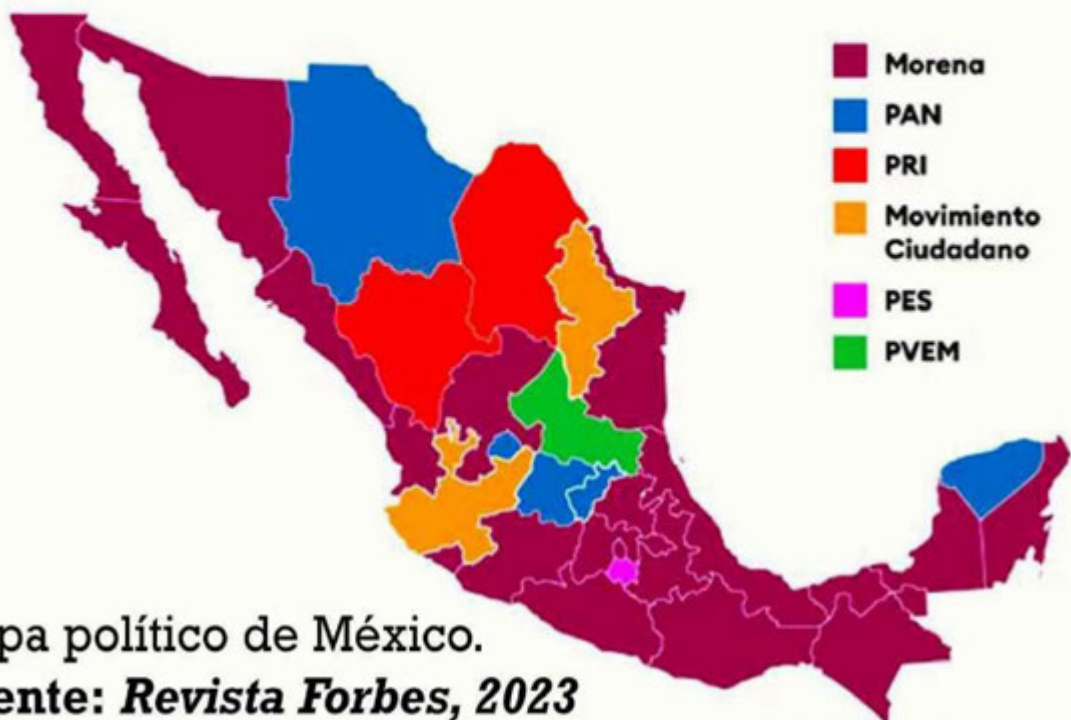 Morena
PAN
PRI
Movimiento
Ciudadano
PES
PVEM
pa político de México.
ente: Revista Forbes, 2023